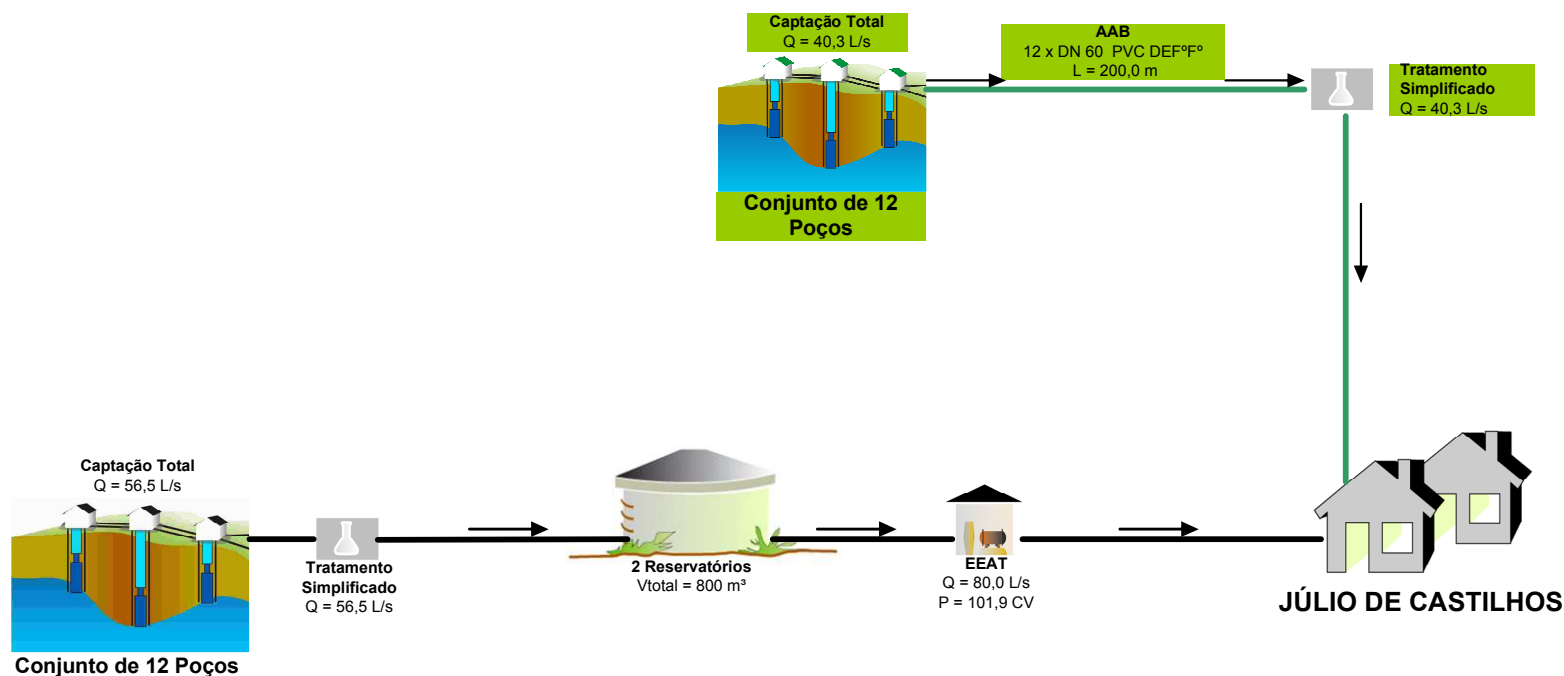 Captação Total
Q = 40,3 L/s
AAB
12 x DN 60 PVC DEFºFº
L = 200,0 m
Tratamento
Simplificado
Q = 40,3 L/s
Conjunto de 12
Poços
Captação Total
Q = 56,5 L/s
Tratamento
Simplificado
Q = 56,5 L/s
2 Reservatórios
Vtotal = 800 m³
EEAT
Q = 80,0 L/s
P = 101,9 CV
JÚLIO DE CASTILHOS
Conjunto de 12 Poços